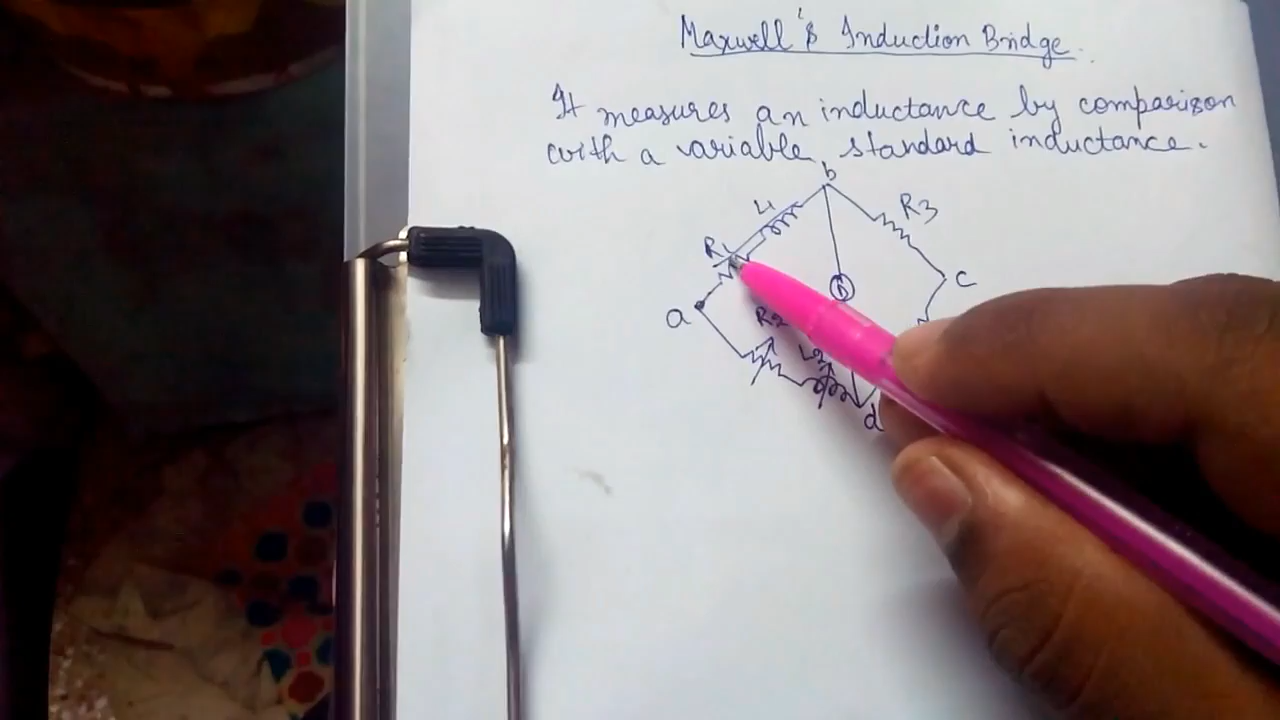 Maxwell's Induction Bridge.
It measures an inductance by comparison
with a variable standard inductance.
b
L1
R3
R1
c
a
R2
L2
d